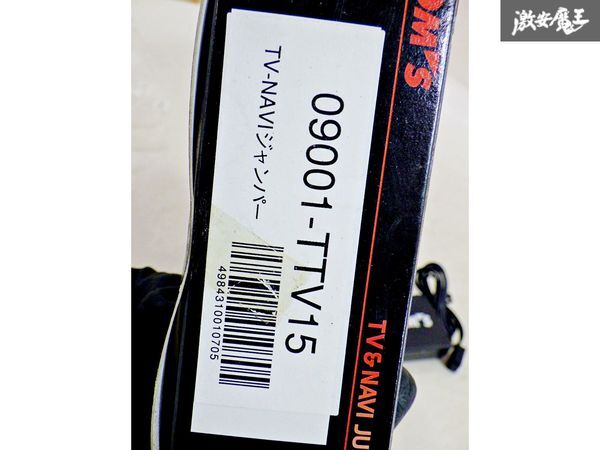 激安魔王
OM'S
09001-TTV15
TV-NAVIジャンパー
4984310010705
TV & NAVI JU